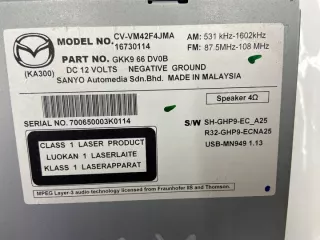 MODEL NO. CV-VM42F4JMA AM: 531 kHz-1602kHz
16730114 FM: 87.5MHz-108 MHz
(KA300) PART NO. GKK9 66 DV0B
DC 12 VOLTS NEGATIVE GROUND
SANYO Automotive Sdn.Bhd. MADE IN MALAYSIA
Speaker 4Ω
SERIAL NO. 700650003K0114
S/W SH-GHP9-EC_A25
R32-GHP9-ECNA25
USB-MN949 1.13
CLASS 1 LASER PRODUCT
LUOKAN 1 LASERLAITE
KLASS 1 LASERAPPARAT
MPEG Layer-3 audio-technology licensed from Fraunhofer IIS and Thomson.